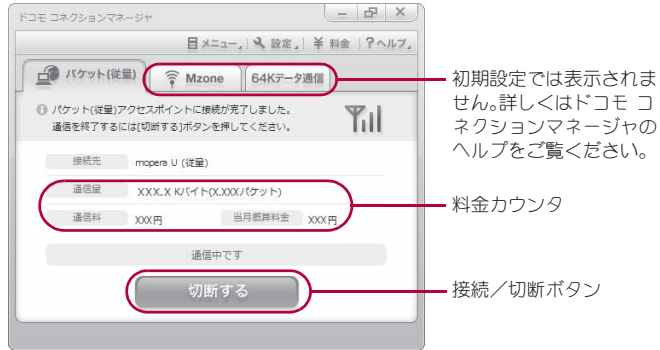 ドコモ コネクションマネージャ
メニュー 設定 ¥ 料金 ?ヘルプ
パケット(従量) Mzone 64Kデータ通信
パケット(従量)アクセスポイントに接続が完了しました。
通信を終了するには[切断する]ボタンを押してください。
接続先 mopera U (従量)
通信量 XXX.X Kバイト(X.XXXパケット)
通信料 XXX円 当月概算料金 XXX円
通信中です
切断する
初期設定では表示されま
せん。詳しくはドコモ コ
ネクションマネージャの
ヘルプをご覧ください。
料金カウンタ
接続／切断ボタン